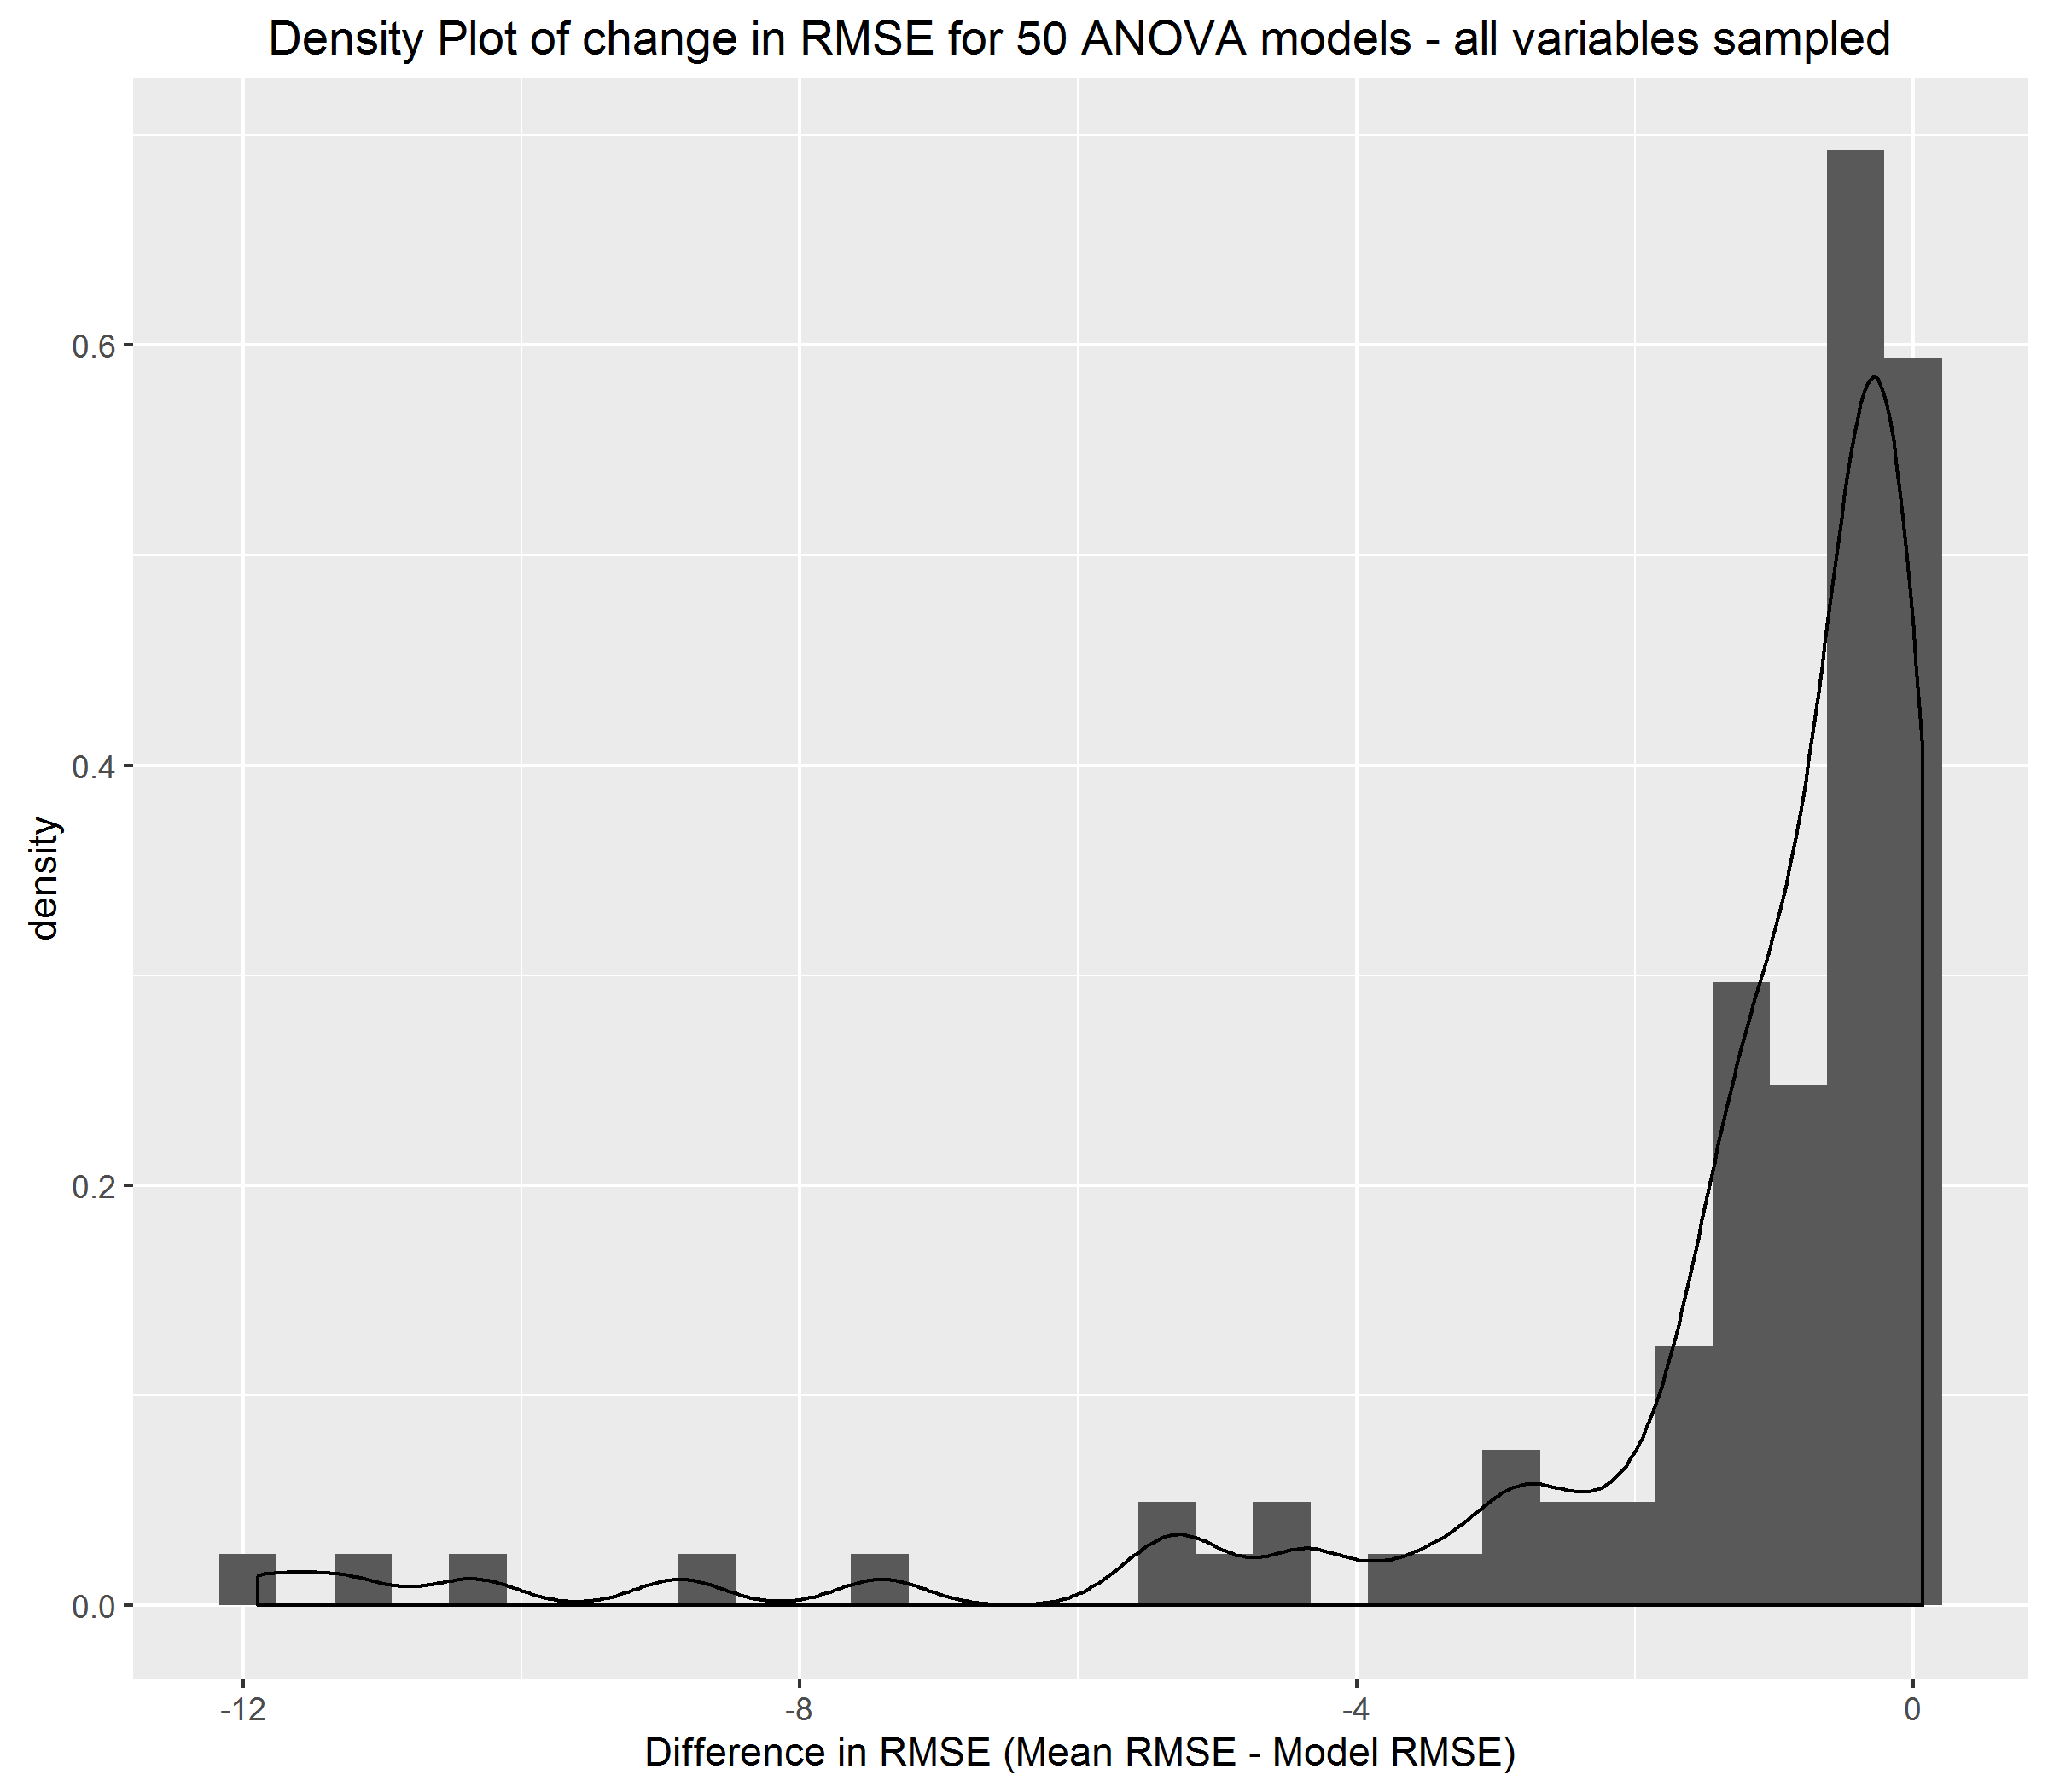 Density Plot of change in RMSE for 50 ANOVA models - all variables sampled
0.6
0.4
0.2
0.0
density
-12
-8
-4
0
Difference in RMSE (Mean RMSE - Model RMSE)